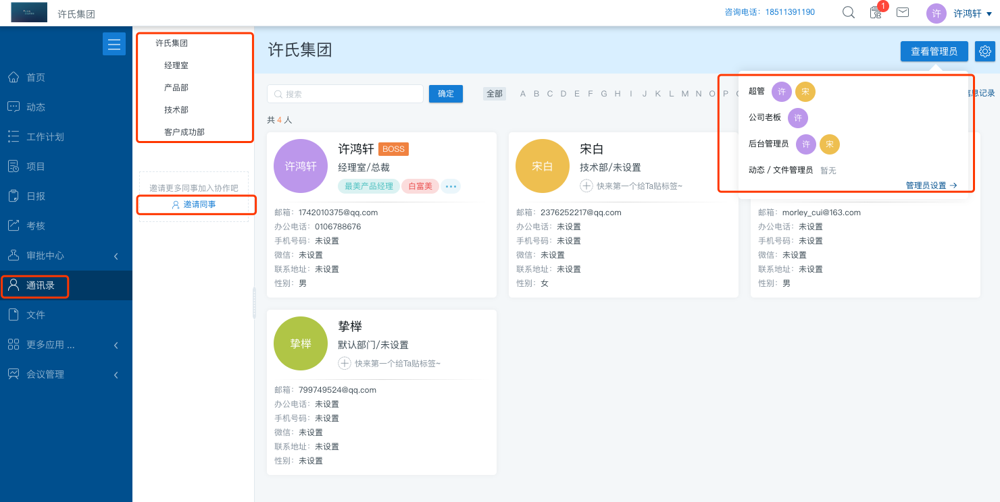 许氏集团
咨询电话：18511391190
1
许
许鸿轩
首页
动态
工作计划
项目
日报
考核
审批中心
通讯录
文件
更多应用 ...
会议管理
许氏集团
经理室
产品部
技术部
客户成功部
邀请更多同事加入协作吧
邀请同事
许氏集团
查看管理员
搜索
确定
全部 A B C D E F G H I J K L M N O P
息记录
共 4 人
超管 许 宋
公司老板 许
后台管理员 许 宋
动态 / 文件管理员 暂无
管理员设置
许鸿轩
许鸿轩 BOSS
经理室/总裁
最美产品经理 白富美 •••
邮箱：1742010375@qq.com
办公电话：0106788676
手机号码：未设置
微信：未设置
联系地址：未设置
性别：男
宋白
宋白
技术部/未设置
快来第一个给Ta贴标签~
邮箱：2376252217@qq.com
办公电话：未设置
手机号码：未设置
微信：未设置
联系地址：未设置
性别：女
邮箱：morley_cui@163.com
办公电话：未设置
手机号码：未设置
微信：未设置
联系地址：未设置
性别：男
挚榉
挚榉
默认部门/未设置
快来第一个给Ta贴标签~
邮箱：799749524@qq.com
办公电话：未设置
手机号码：未设置
微信：未设置
联系地址：未设置
性别：未设置